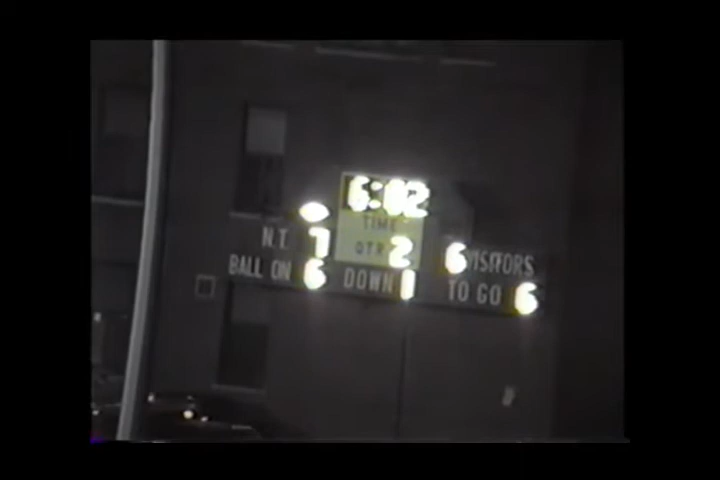 6:02
TIME
N.T. 7 QTR 2 6 VISITORS
BALL ON 6 DOWN 1 TO GO 6